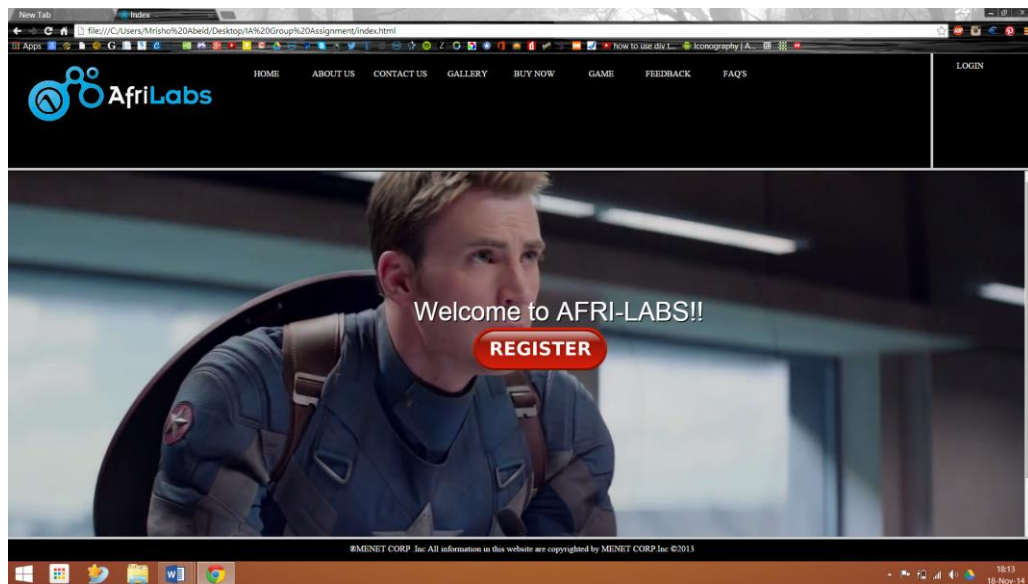 New Tab
Index
file:///C:/Users/Mrisho%20Abeid/Desktop/IA%20Group%20Assignment/index.html
Apps
how to use div t...
Iconography | A...
AfriLabs
HOME ABOUT US CONTACT US GALLERY BUY NOW GAME FEEDBACK FAQ'S
LOGIN
Welcome to AFRI-LABS!!
REGISTER
®MENET CORP .Inc All information in this website are copyrighted by MENET CORP.Inc ©2013
18:13
18-Nov-14